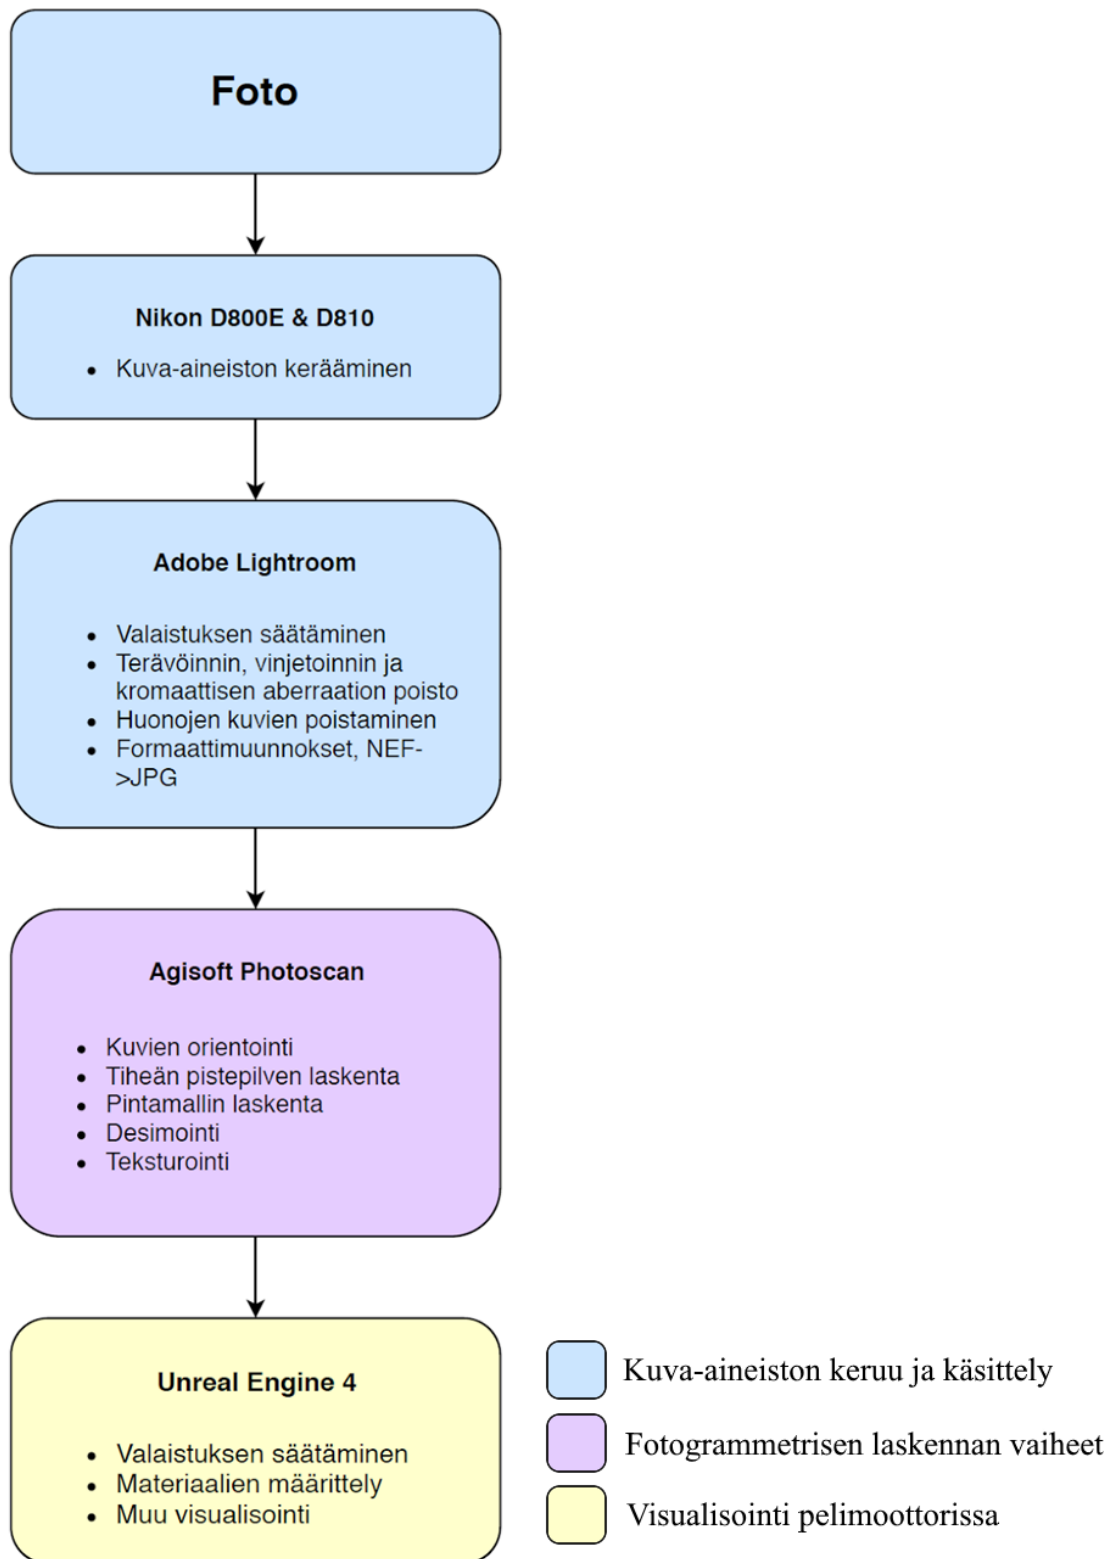 Foto
Nikon D800E & D810
• Kuva-aineiston kerääminen
Adobe Lightroom
• Valaistuksen säätäminen
• Terävöinnin, vinjetoinnin ja
kromaattisen aberraation poisto
• Huonojen kuvien poistaminen
• Formaattimuunnokset, NEF-
>JPG
Agisoft Photoscan
• Kuvien orientointi
• Tiheän pistepilven laskenta
• Pintamallin laskenta
• Desimointi
• Teksturointi
Unreal Engine 4
• Valaistuksen säätäminen
• Materiaalien määrittely
• Muu visualisointi
Kuva-aineiston keruu ja käsittely
Fotogrammetrisen laskennan vaiheet
Visualisointi pelimoottorissa